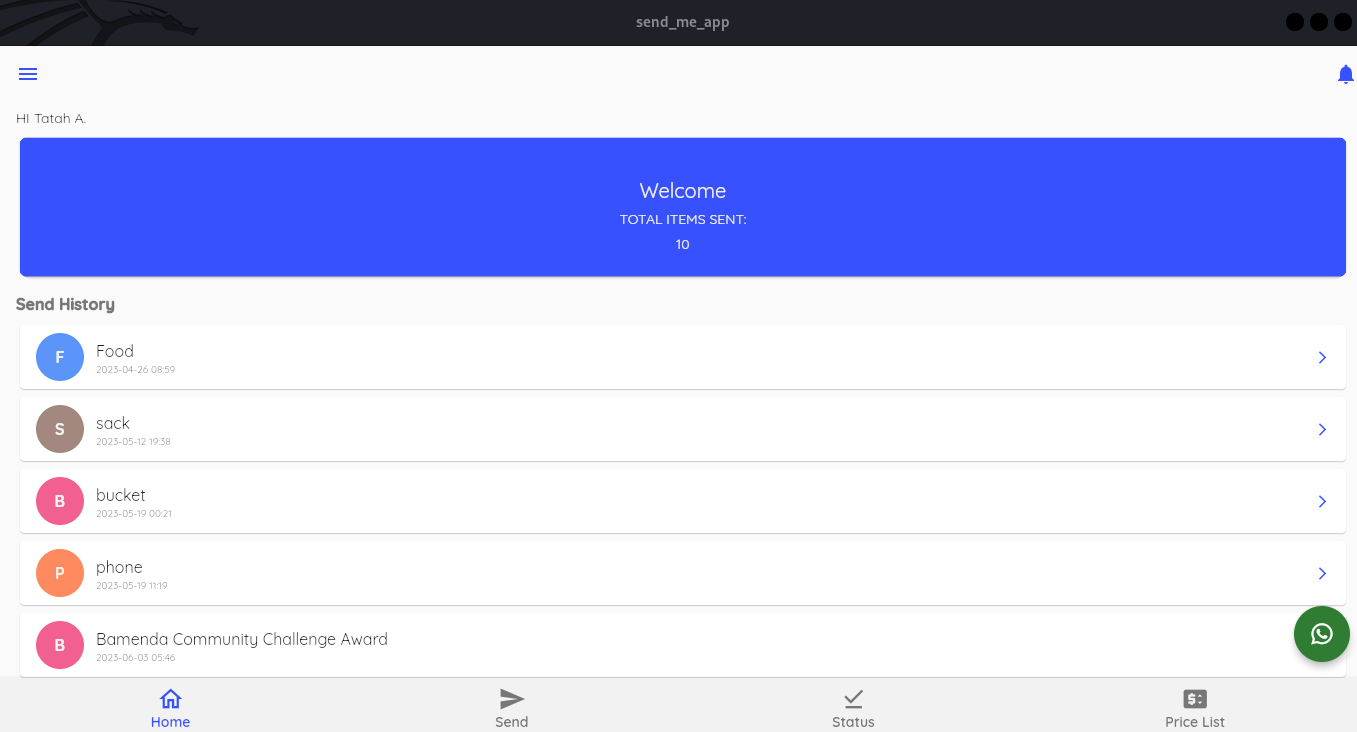 send_me_app
HI Tatah A.
Welcome
TOTAL ITEMS SENT:
10
Send History
F
Food
2023-04-26 08:59
S
sack
2023-05-12 19:38
B
bucket
2023-05-19 00:21
P
phone
2023-05-19 11:19
B
Bamenda Community Challenge Award
2023-06-03 05:46
Home
Send
Status
Price List